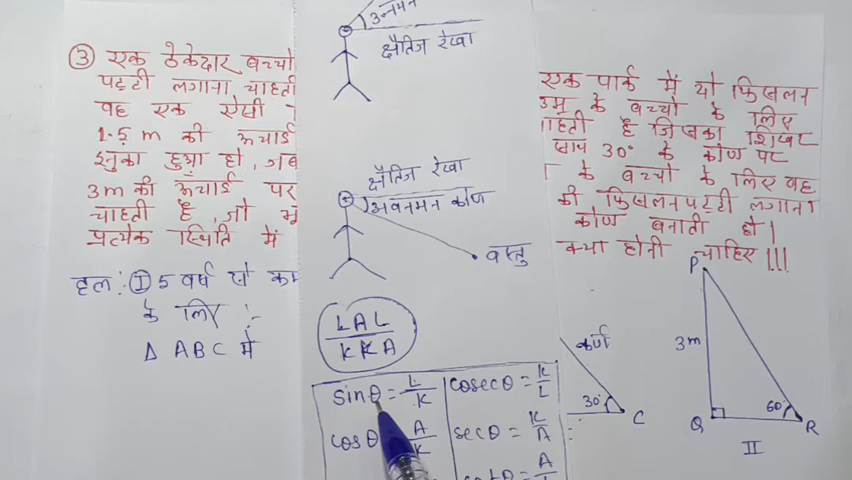 ③ एक ठेकेदार बच्चो
पट्टी लगाना चाहती
वह एक ऐसी
1.5 m की ऊँचाई
झुका हुआ हो, जब
3m की ऊँचाई पर
चाहती है, जो
प्रत्येक स्थिति में
हल: Ⓘ 5 वर्ष से कम
के लिए :-
Δ ABC में
उन्नमन
क्षैतिज रेखा
क्षैतिज रेखा
अवनमन कोण
वस्तु
LAL
KKA
sinθ = L/K
cosecθ = K/L
cosθ A/K
secθ = K/A
cotθ = A
एक पार्क में दो फिसलन
उम्र के बच्चो के लिए
चाहती है जिसका शिखर
साथ 30° के कोण पर
के बच्चो के लिए वह
की फिसलनपट्टी लगाना
कोण बनाती हो।
क्या होनी चाहिए !!!
कर्ण
30°
C
P
3m
60°
Q
R
II